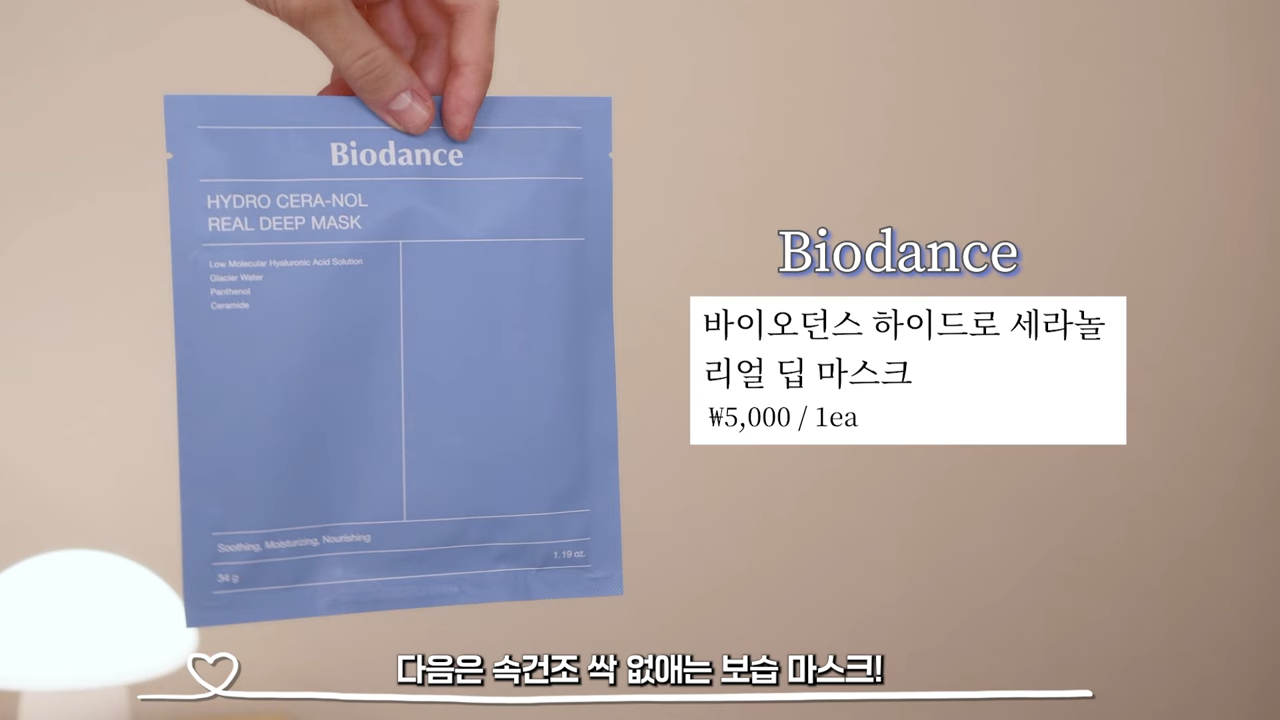 Biodance
HYDRO CERA-NOL
REAL DEEP MASK
Low Molecular Hyaluronic Acid Solution
Glacier Water
Panthenol
Ceramide
Soothing, Moisturizing, Nourishing
1.19 oz.
34 g
Biodance
바이오던스 하이드로 세라놀
리얼 딥 마스크
₩5,000 / 1ea
다음은 속건조 싹 없애는 보습 마스크!